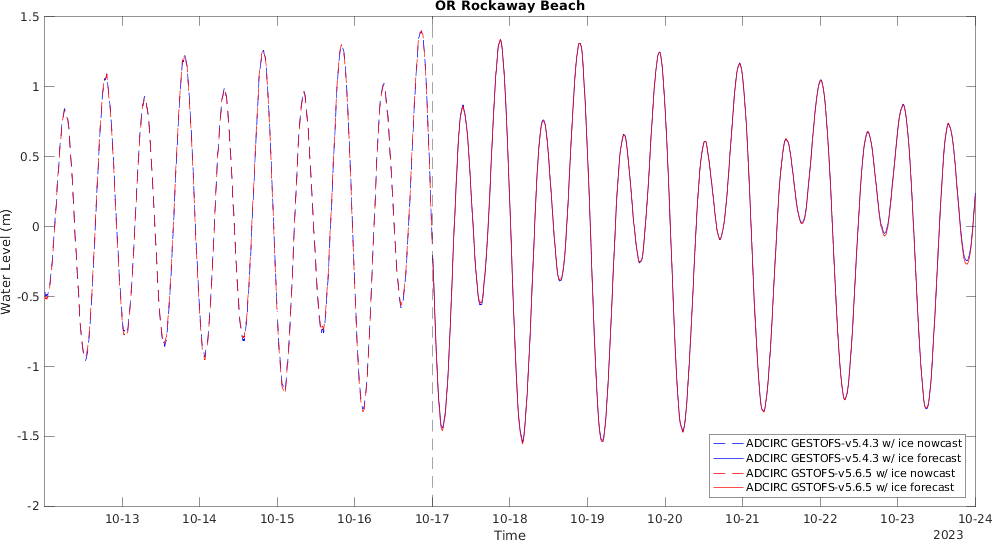 OR Rockaway Beach
Water Level (m)
1.5
1
0.5
0
-0.5
-1
-1.5
-2
ADCIRC GESTOFS-v5.4.3 w/ ice nowcast
ADCIRC GESTOFS-v5.4.3 w/ ice forecast
ADCIRC GSTOFS-v5.6.5 w/ ice nowcast
ADCIRC GSTOFS-v5.6.5 w/ ice forecast
10-13 10-14 10-15 10-16 10-17 10-18 10-19 10-20 10-21 10-22 10-23 10-24
Time
2023